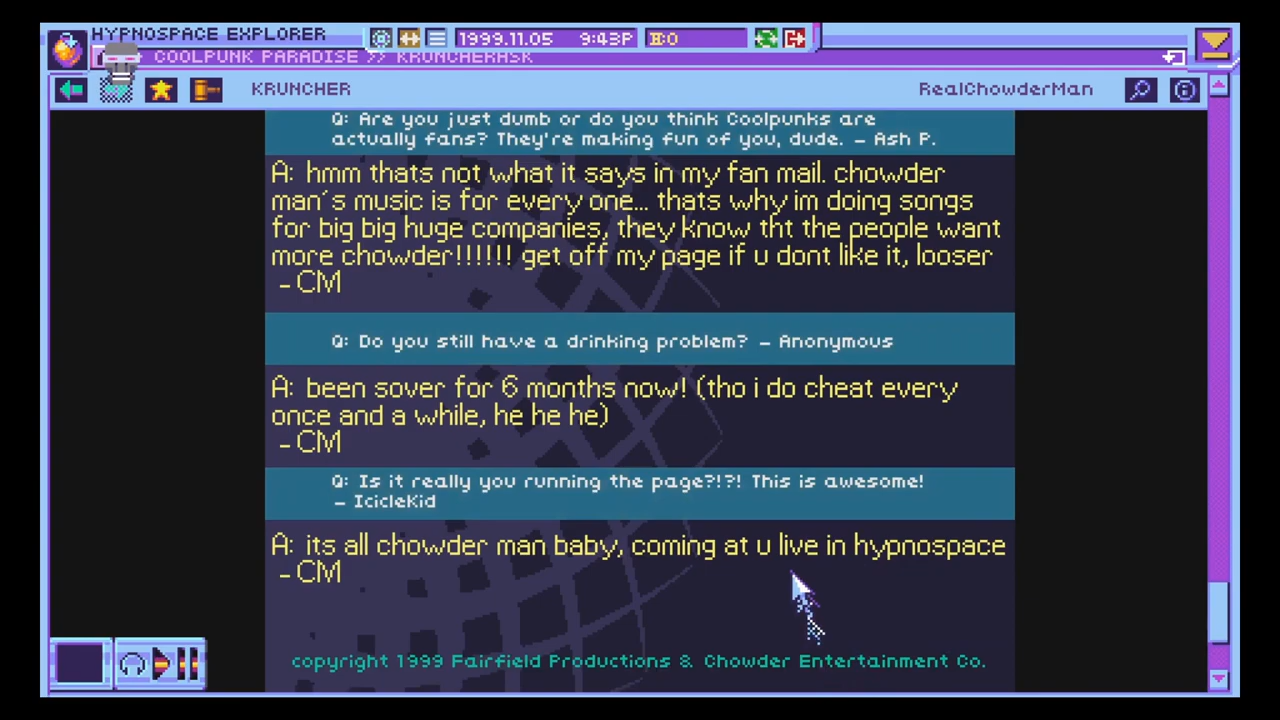 HYPNOSPACE EXPLORER
1999.11.05 9:43P
:0
COOLPUNK PARADISE >> KRUNCHERASK
KRUNCHER
RealChowderMan
Q: Are you just dumb or do you think Coolpunks are
actually fans? They're making fun of you, dude. - Ash P.
A: hmm thats not what it says in my fan mail. chowder
man's music is for every one... thats why im doing songs
for big big huge companies, they know tht the people want
more chowder!!!!!! get off my page if u dont like it, looser
- CM
Q: Do you still have a drinking problem? - Anonymous
A: been sover for 6 months now! (tho i do cheat every
once and a while, he he he)
- CM
Q: Is it really you running the page?!?! This is awesome!
- IcicleKid
A: its all chowder man baby, coming at u live in hypnospace
- CM
copyright 1999 Fairfield Productions & Chowder Entertainment Co.